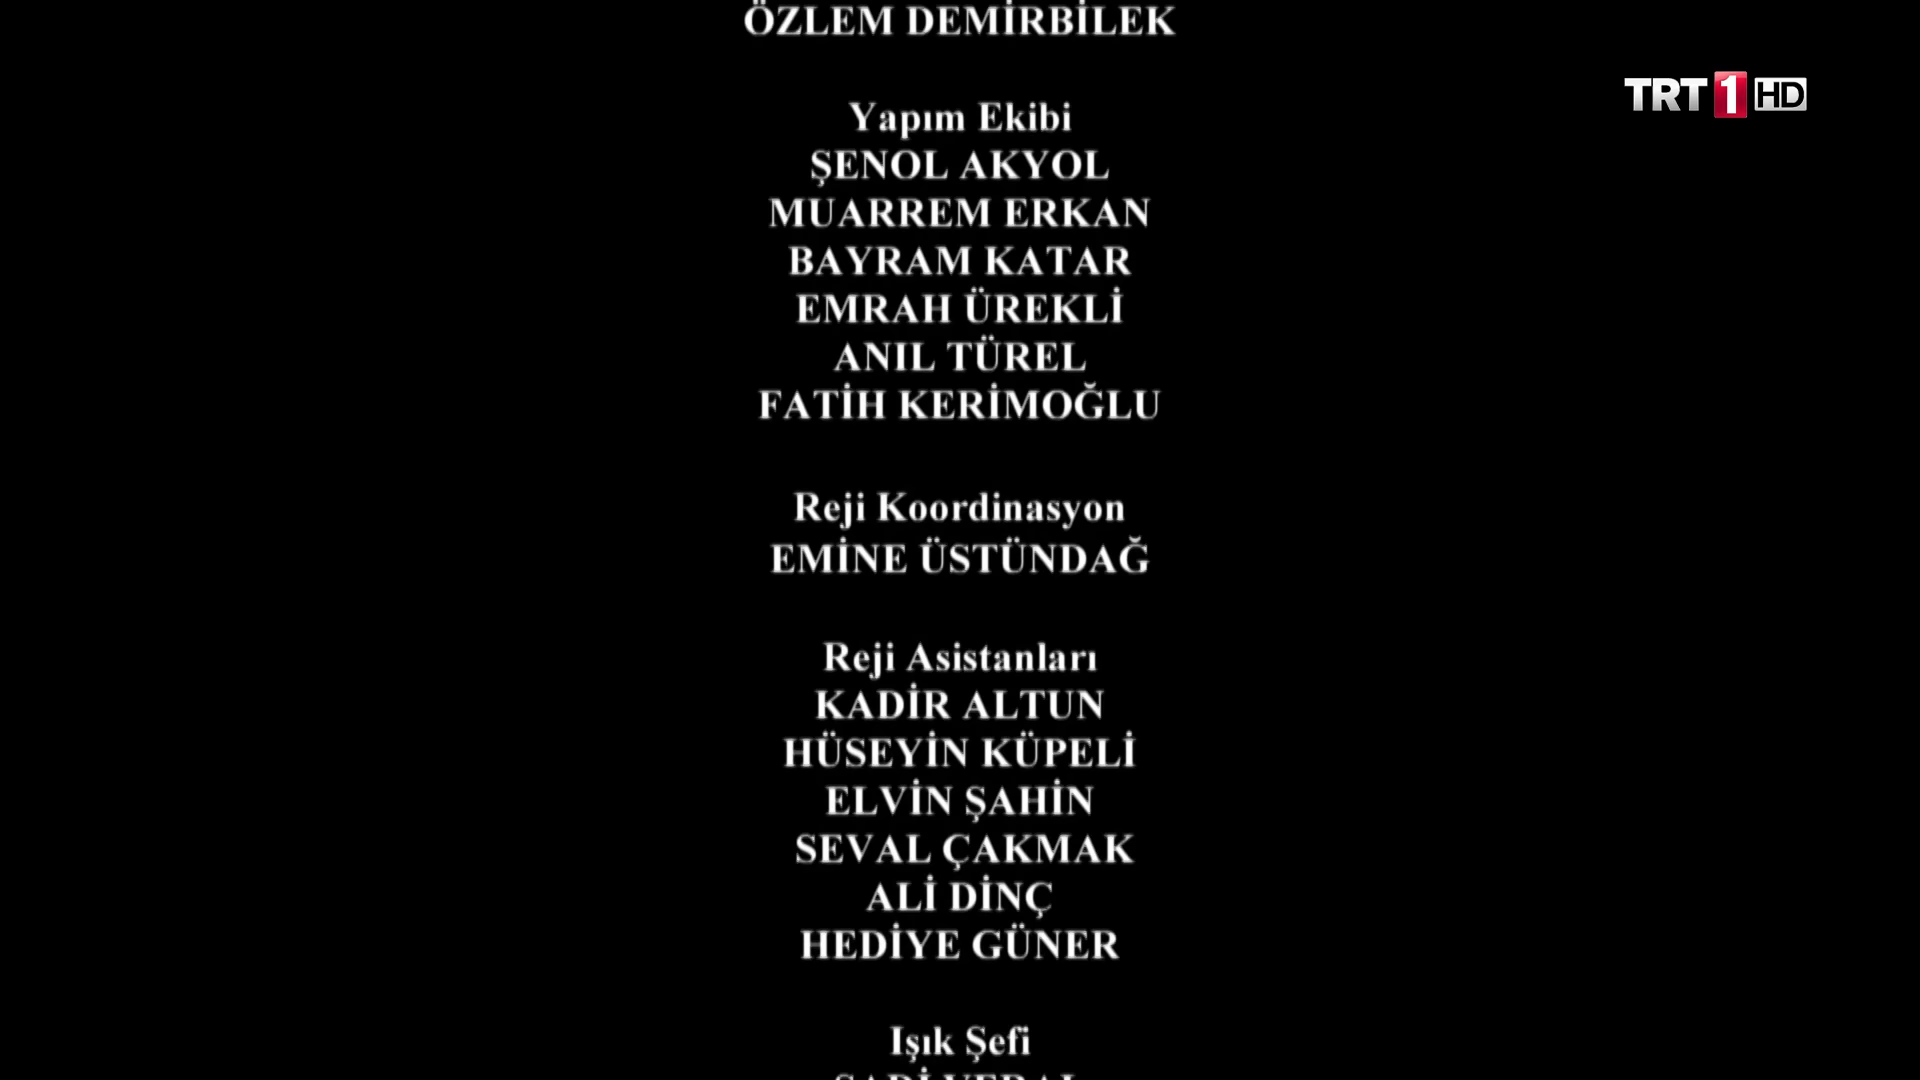 ÖZLEM DEMİRBİLEK
TRT 1 HD
Yapım Ekibi
ŞENOL AKYOL
MUARREM ERKAN
BAYRAM KATAR
EMRAH ÜREKLİ
ANIL TÜREL
FATİH KERİMOĞLU
Reji Koordinasyon
EMİNE ÜSTÜNDAĞ
Reji Asistanları
KADİR ALTUN
HÜSEYİN KÜPELİ
ELVİN ŞAHİN
SEVAL ÇAKMAK
ALİ DİNÇ
HEDİYE GÜNER
Işık Şefi